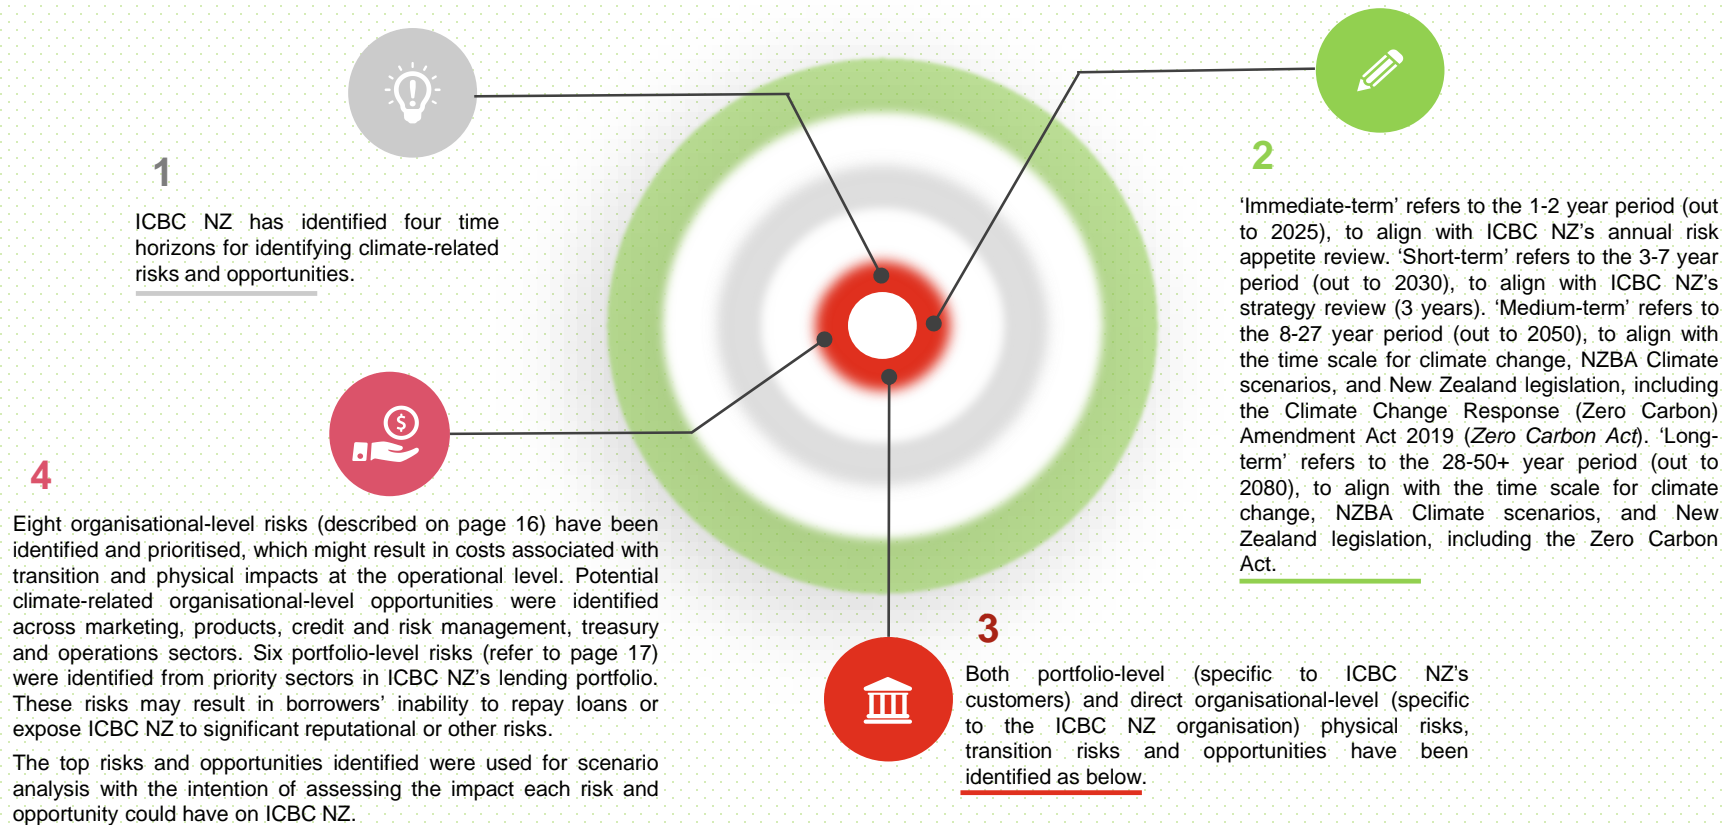 1
ICBC NZ has identified four time
horizons for identifying climate-related
risks and opportunities.
2
‘Immediate-term’ refers to the 1-2 year period (out
to 2025), to align with ICBC NZ’s annual risk
appetite review. ‘Short-term’ refers to the 3-7 year
period (out to 2030), to align with ICBC NZ’s
strategy review (3 years). ‘Medium-term’ refers to
the 8-27 year period (out to 2050), to align with
the time scale for climate change, NZBA Climate
scenarios, and New Zealand legislation, including
the Climate Change Response (Zero Carbon)
Amendment Act 2019 (Zero Carbon Act). ‘Long-
term’ refers to the 28-50+ year period (out to
2080), to align with the time scale for climate
change, NZBA Climate scenarios, and New
Zealand legislation, including the Zero Carbon
Act.
3
Both portfolio-level (specific to ICBC NZ’s
customers) and direct organisational-level (specific
to the ICBC NZ organisation) physical risks,
transition risks and opportunities have been
identified as below.
$
4
Eight organisational-level risks (described on page 16) have been
identified and prioritised, which might result in costs associated with
transition and physical impacts at the operational level. Potential
climate-related organisational-level opportunities were identified
across marketing, products, credit and risk management, treasury
and operations sectors. Six portfolio-level risks (refer to page 17)
were identified from priority sectors in ICBC NZ’s lending portfolio.
These risks may result in borrowers’ inability to repay loans or
expose ICBC NZ to significant reputational or other risks.
The top risks and opportunities identified were used for scenario
analysis with the intention of assessing the impact each risk and
opportunity could have on ICBC NZ.